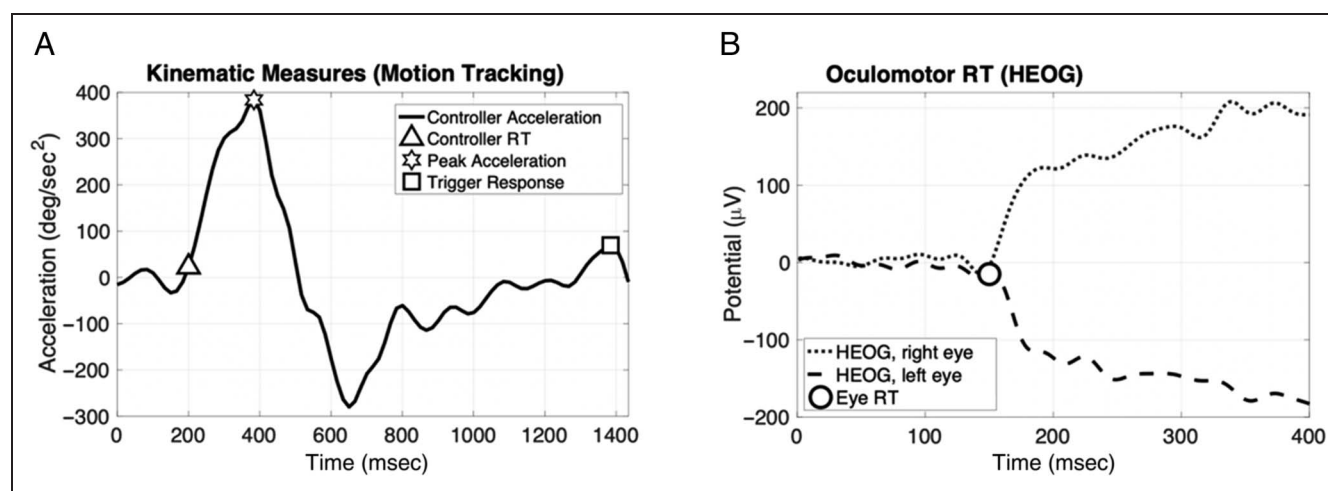 A
Kinematic Measures (Motion Tracking)
400
300
200
100
0
−100
−200
−300
Acceleration (deg/sec²)
Controller Acceleration
Controller RT
Peak Acceleration
Trigger Response
0 200 400 600 800 1000 1200 1400
Time (msec)
B
Oculomotor RT (HEOG)
200
100
0
−100
−200
Potential (μV)
HEOG, right eye
HEOG, left eye
Eye RT
0 100 200 300 400
Time (msec)